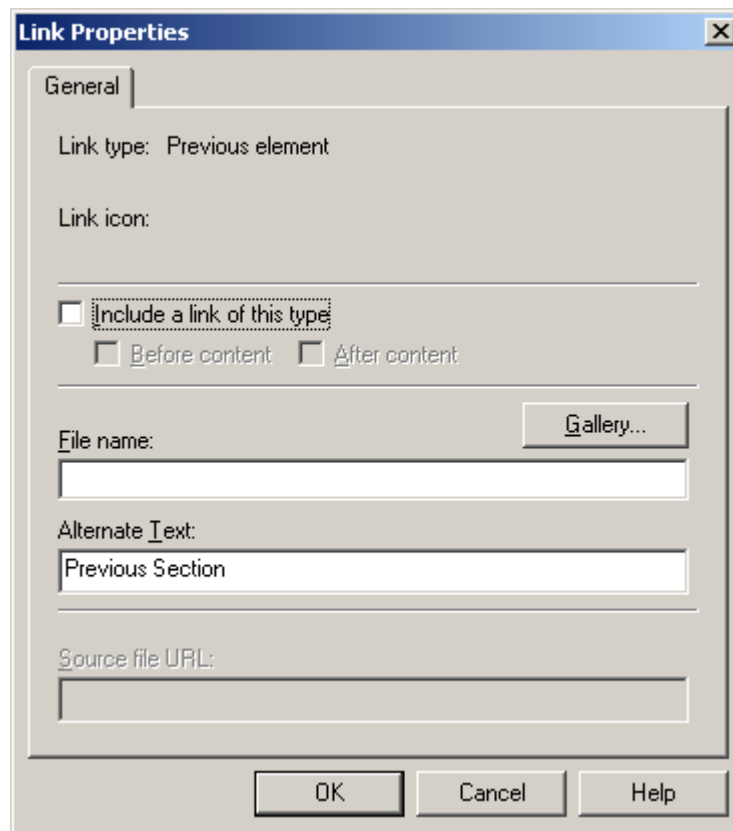 Link Properties
General
Link type: Previous element
Link icon:
Include a link of this type
Before content After content
Gallery...
File name:
Alternate Text:
Previous Section
Source file URL:
OK Cancel Help